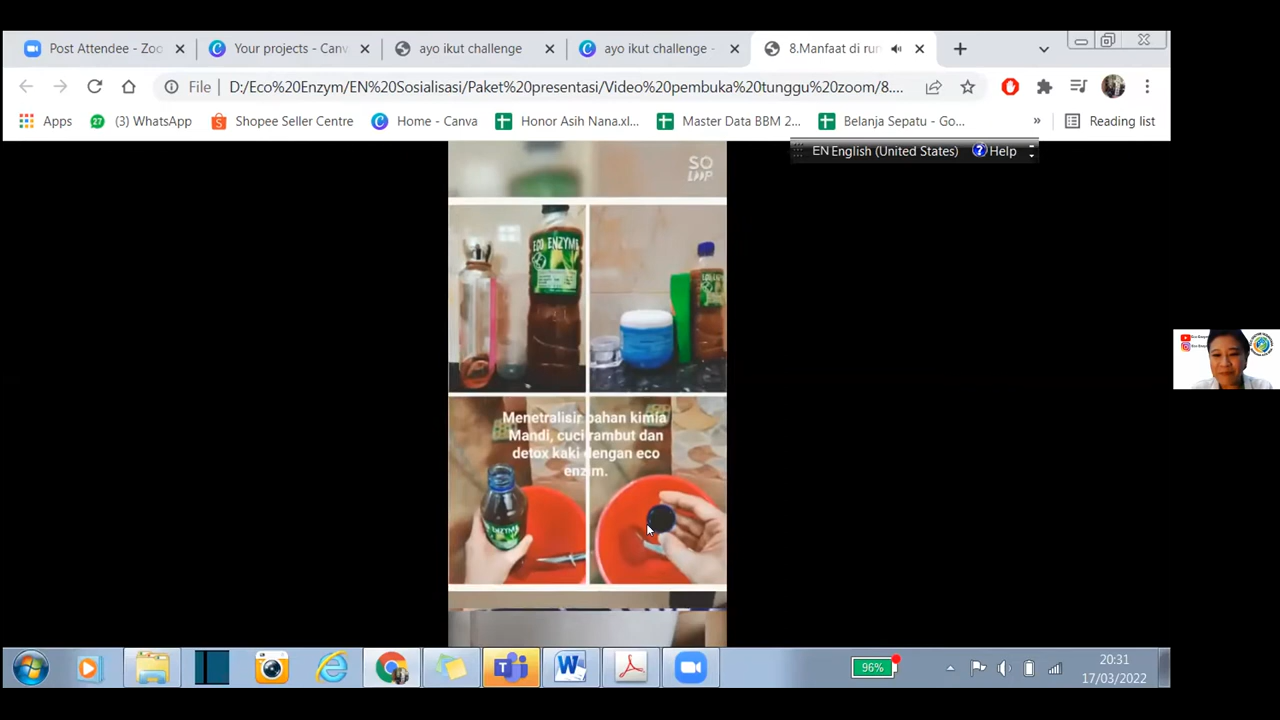 Post Attendee - Zoo
Your projects - Canv
ayo ikut challenge
ayo ikut challenge -
8.Manfaat di run
File
D:/Eco%20Enzym/EN%20Sosialisasi/Paket%20presentasi/Video%20pembuka%20tunggu%20zoom/8....
Apps
27
(3) WhatsApp
Shopee Seller Centre
Home - Canva
Honor Asih Nana.xl...
Master Data BBM 2...
Belanja Sepatu - Go...
»
Reading list
EN English (United States)
Help
SO
LOOP
ECO ENZYME
Menetralisir bahan kimia
Mandi, cuci rambut dan
detox kaki dengan eco
enzim.
96%
20:31
17/03/2022